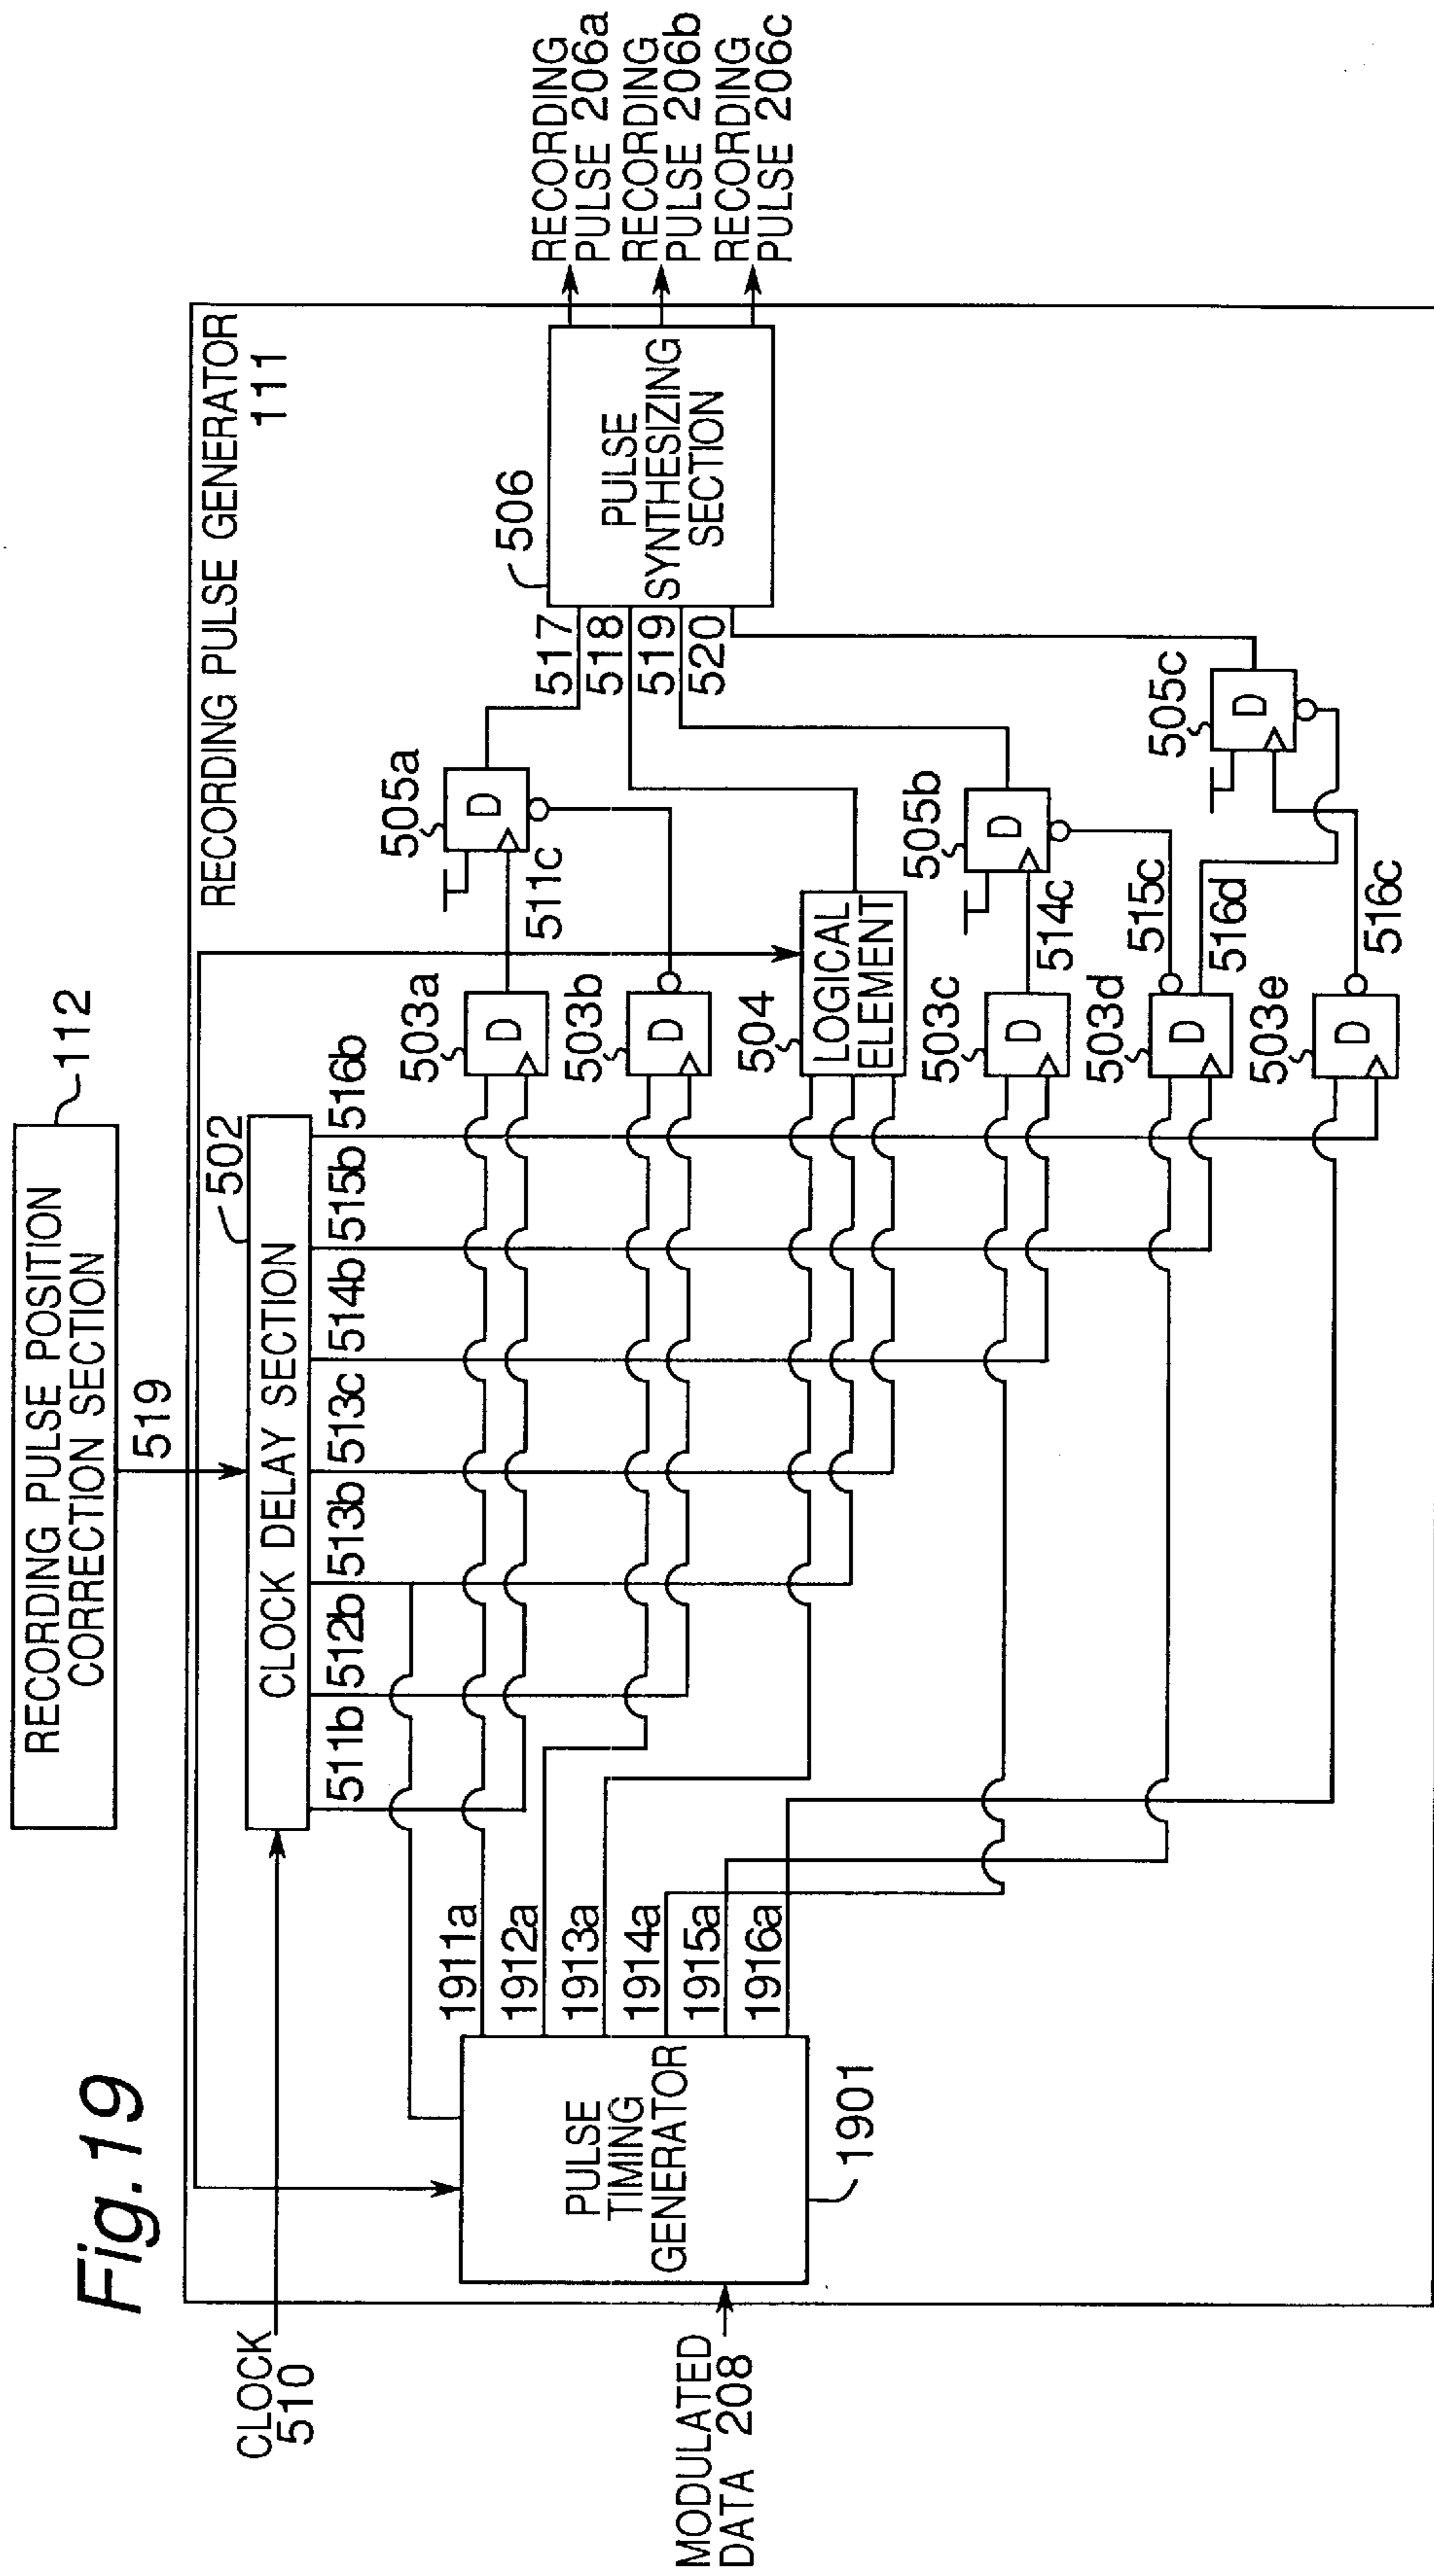 Fig.19
RECORDING PULSE POSITION
CORRECTION SECTION
112
519
RECORDING PULSE GENERATOR
111
CLOCK
510
CLOCK DELAY SECTION
502
511b
512b
513b
513c
514b
515b
516b
MODULATED
DATA 208
PULSE
TIMING
GENERATOR
1901
1911a
1912a
1913a
1914a
1915a
1916a
503a
D
503b
D
504
LOGICAL
ELEMENT
503c
D
503d
D
503e
D
511c
514c
515c
516d
516c
505a
D
505b
D
505c
D
517
518
519
520
506
PULSE
SYNTHESIZING
SECTION
RECORDING
PULSE 206a
RECORDING
PULSE 206b
RECORDING
PULSE 206c